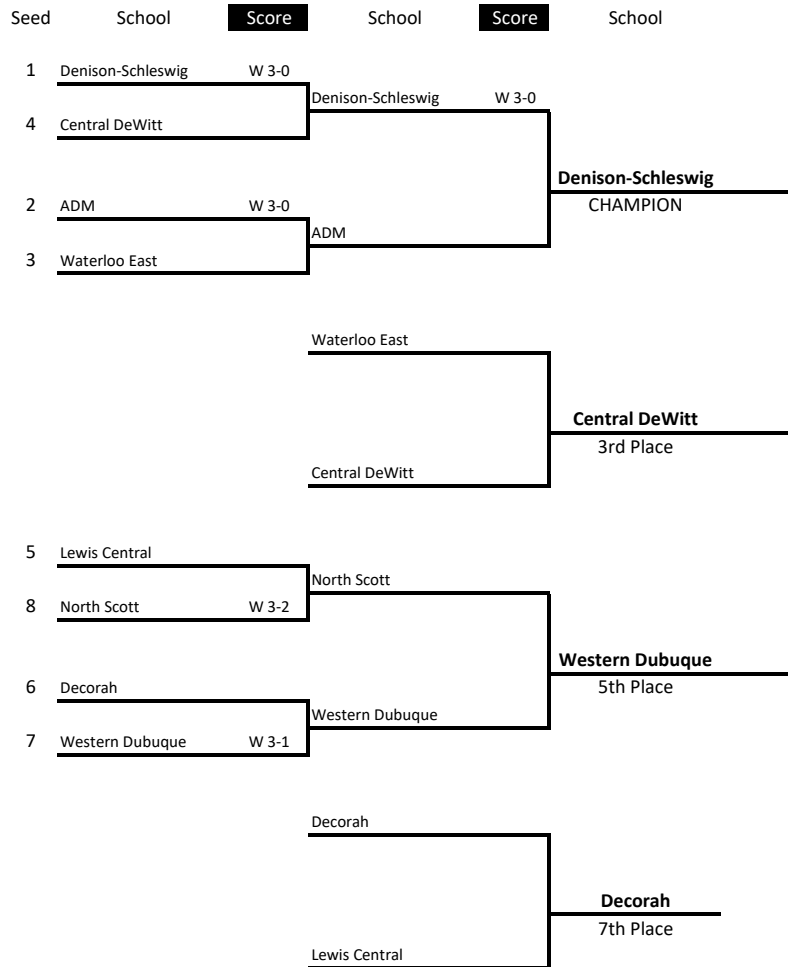 Seed School Score School Score School
1 Denison-Schleswig W 3-0
Denison-Schleswig W 3-0
4 Central DeWitt
Denison-Schleswig
2 ADM W 3-0 CHAMPION
ADM
3 Waterloo East
Waterloo East
Central DeWitt
3rd Place
Central DeWitt
5 Lewis Central
North Scott
8 North Scott W 3-2
Western Dubuque
6 Decorah 5th Place
Western Dubuque
7 Western Dubuque W 3-1
Decorah
Decorah
7th Place
Lewis Central